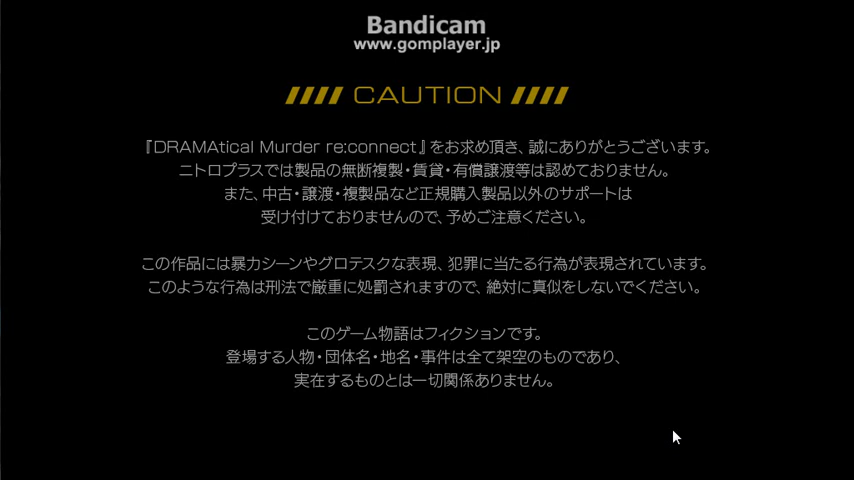 Bandicam
www.gomplayer.jp
CAUTION
『DRAMAtical Murder re:connect』をお求め頂き、誠にありがとうございます。
ニトロプラスでは製品の無断複製・賃貸・有償譲渡等は認めておりません。
また、中古・譲渡・複製品など正規購入製品以外のサポートは
受け付けておりませんので、予めご注意ください。
この作品には暴力シーンやグロテスクな表現、犯罪に当たる行為が表現されています。
このような行為は刑法で厳重に処罰されますので、絶対に真似をしないでください。
このゲーム物語はフィクションです。
登場する人物・団体名・地名・事件は全て架空のものであり、
実在するものとは一切関係ありません。